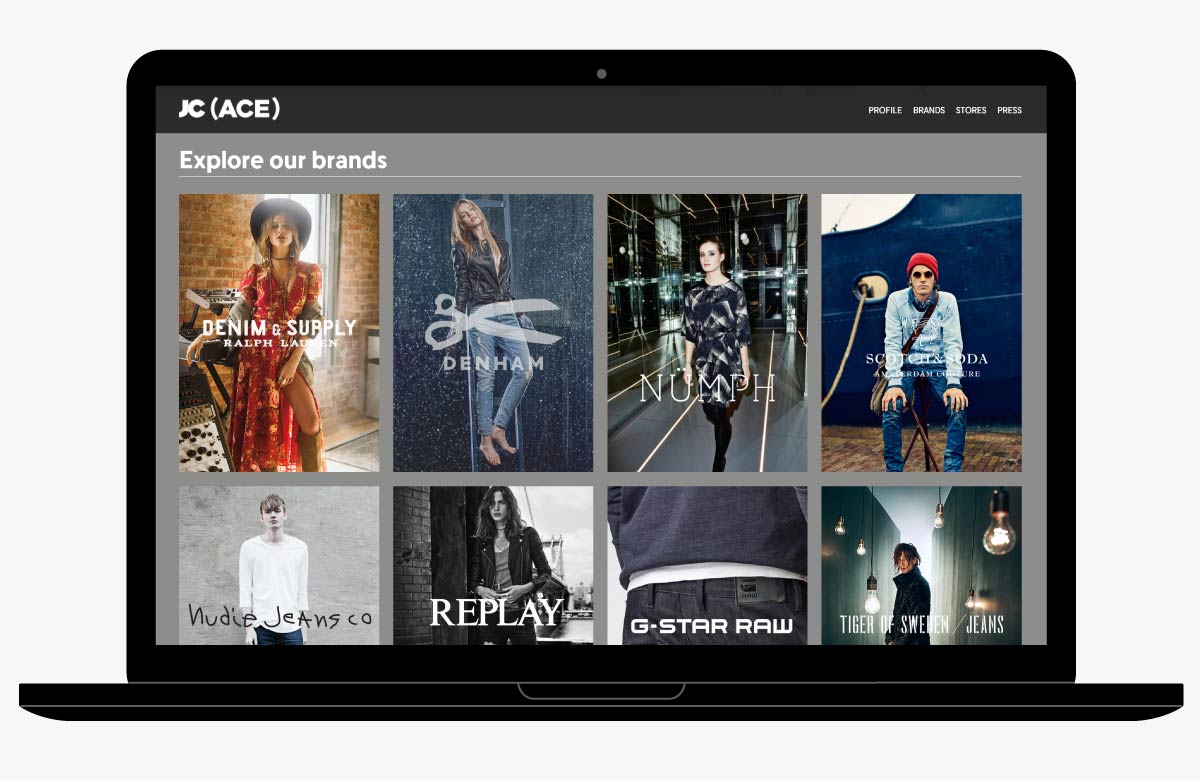 JC (ACE)
PROFILE BRANDS STORES PRESS
Explore our brands
DENIM & SUPPLY
RALPH LAUREN
DENHAM
NÜMPH
SCOTCH & SODA
AMSTERDAM COUTURE
Nudie Jeans co
REPLAY
RAW
G-STAR RAW
TIGER OF SWEDEN / JEANS